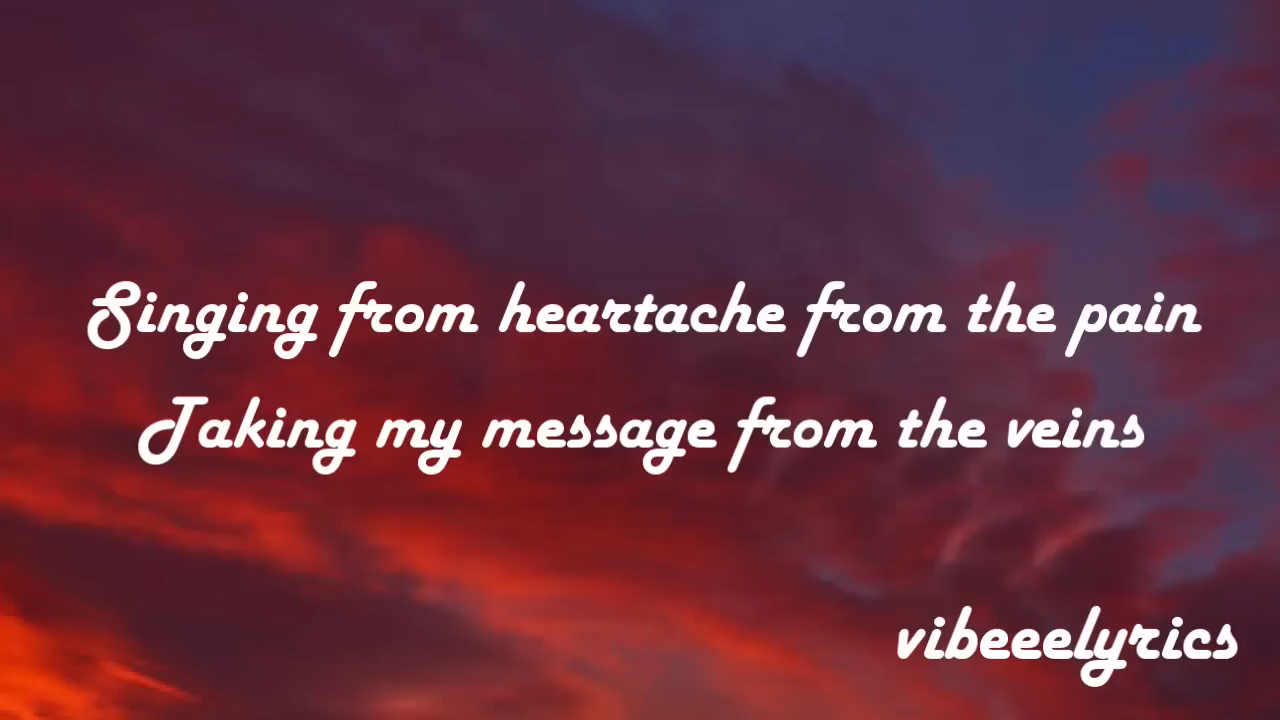 Singing from heartache from the pain
Taking my message from the veins
vibeeelyrics